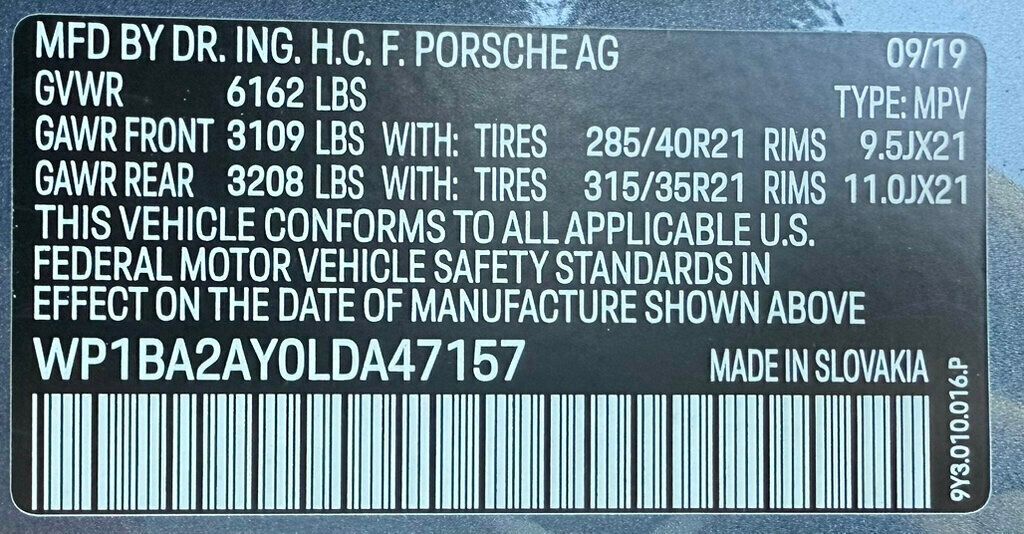 MFD BY DR. ING. H.C. F. PORSCHE AG 09/19
GVWR 6162 LBS TYPE: MPV
GAWR FRONT 3109 LBS WITH: TIRES 285/40R21 RIMS 9.5JX21
GAWR REAR 3208 LBS WITH: TIRES 315/35R21 RIMS 11.0JX21
THIS VEHICLE CONFORMS TO ALL APPLICABLE U.S.
FEDERAL MOTOR VEHICLE SAFETY STANDARDS IN
EFFECT ON THE DATE OF MANUFACTURE SHOWN ABOVE
WP1BA2AY0LDA47157 MADE IN SLOVAKIA
9Y3.010.016.P